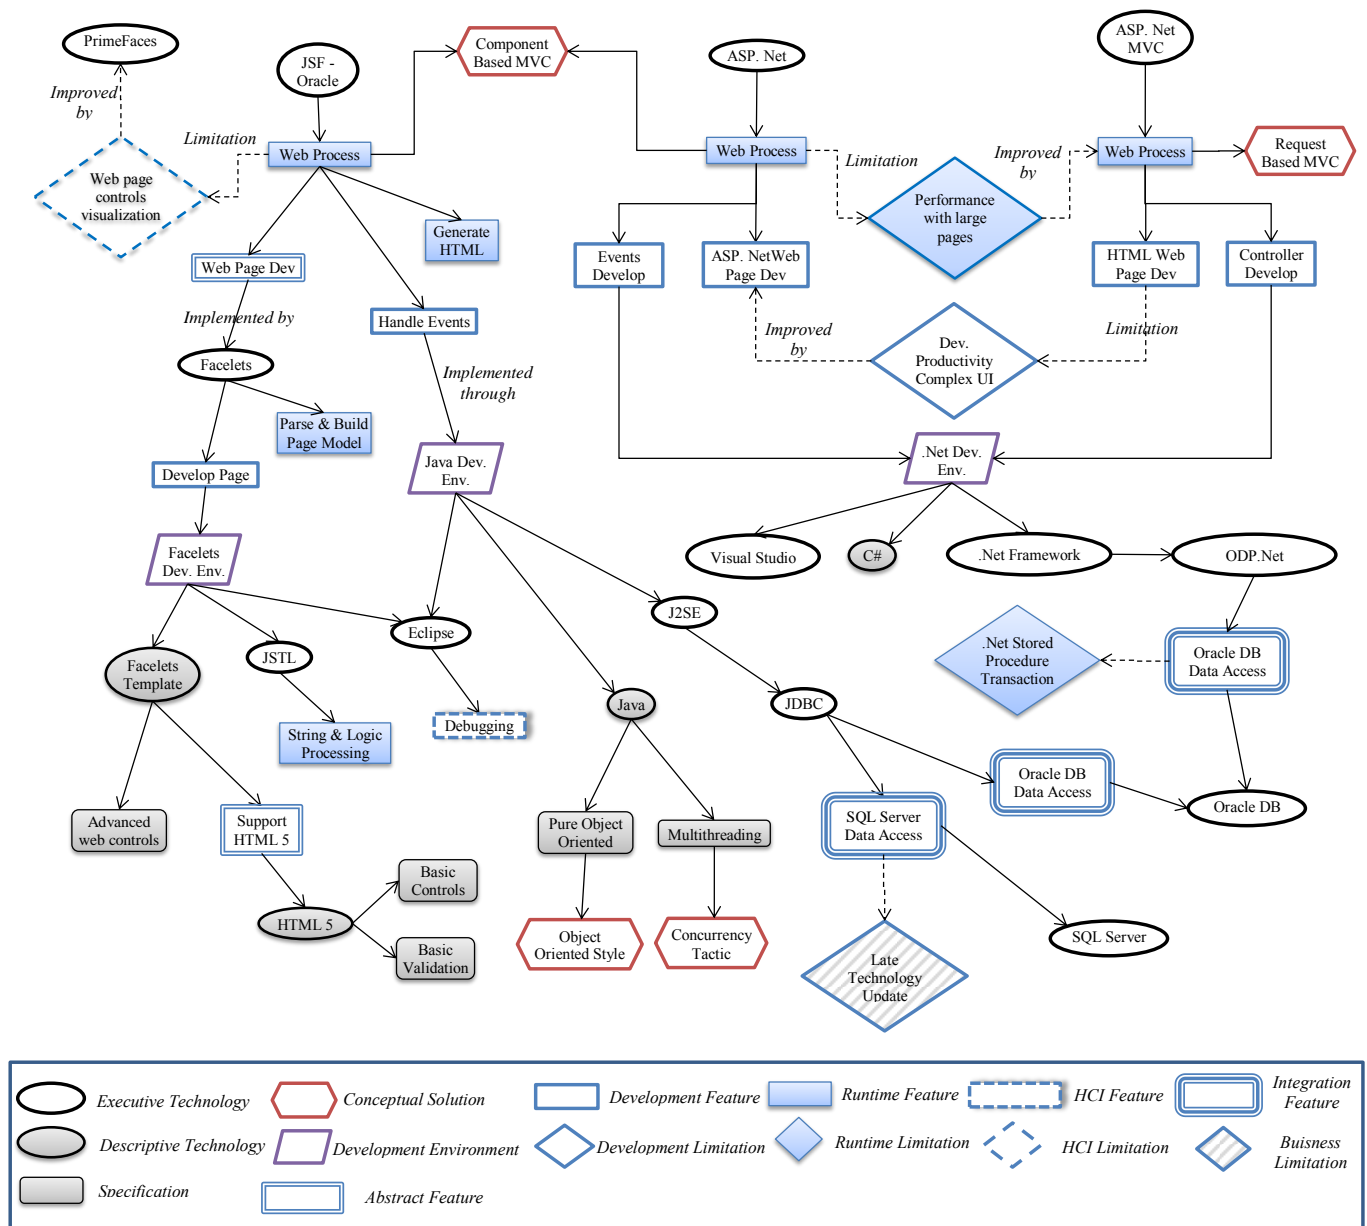 PrimeFaces
JSF -
Oracle
Component
Based MVC
ASP. Net
ASP. Net
MVC
Improved
by
Limitation
Web Process
Web Process
Limitation
Improved
by
Web Process
Request
Based MVC
Web page
controls
visualization
Performance
with large
pages
Generate
HTML
Web Page Dev
Events
Develop
ASP. NetWeb
Page Dev
HTML Web
Page Dev
Controller
Develop
Implemented by
Handle Events
Improved
by
Dev.
Productivity
Complex UI
Limitation
Facelets
Implemented
through
Parse & Build
Page Model
Develop Page
Java Dev.
Env.
.Net Dev.
Env.
Facelets
Dev. Env.
Visual Studio
C#
.Net Framework
ODP.Net
Eclipse
J2SE
JSTL
Facelets
Template
.Net Stored
Procedure
Transaction
Oracle DB
Data Access
Java
JDBC
Debugging
String & Logic
Processing
Oracle DB
Data Access
Oracle DB
Advanced
web controls
Support
HTML 5
Pure Object
Oriented
Multithreading
SQL Server
Data Access
Basic
Controls
HTML 5
Basic
Validation
Object
Oriented Style
Concurrency
Tactic
SQL Server
Late
Technology
Update
Executive Technology
Conceptual Solution
Development Feature
Runtime Feature
HCI Feature
Integration
Feature
Descriptive Technology
Development Environment
Development Limitation
Runtime Limitation
HCI Limitation
Buisness
Limitation
Specification
Abstract Feature